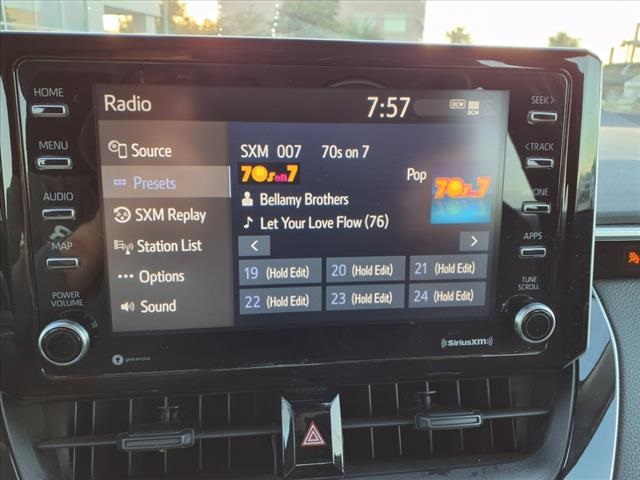 HOME
MENU
AUDIO
MAP
POWER
VOLUME
Radio
7:57
DCM
DCM
Source
Presets
SXM Replay
Station List
Options
Sound
SXM 007 70s on 7
70s on 7
Pop
70s on 7
Bellamy Brothers
Let Your Love Flow (76)
<
>
19 (Hold Edit)
20 (Hold Edit)
21 (Hold Edit)
22 (Hold Edit)
23 (Hold Edit)
24 (Hold Edit)
SEEK>
<TRACK
PHONE
APPS
TUNE
SCROLL
gracenote
SiriusXM